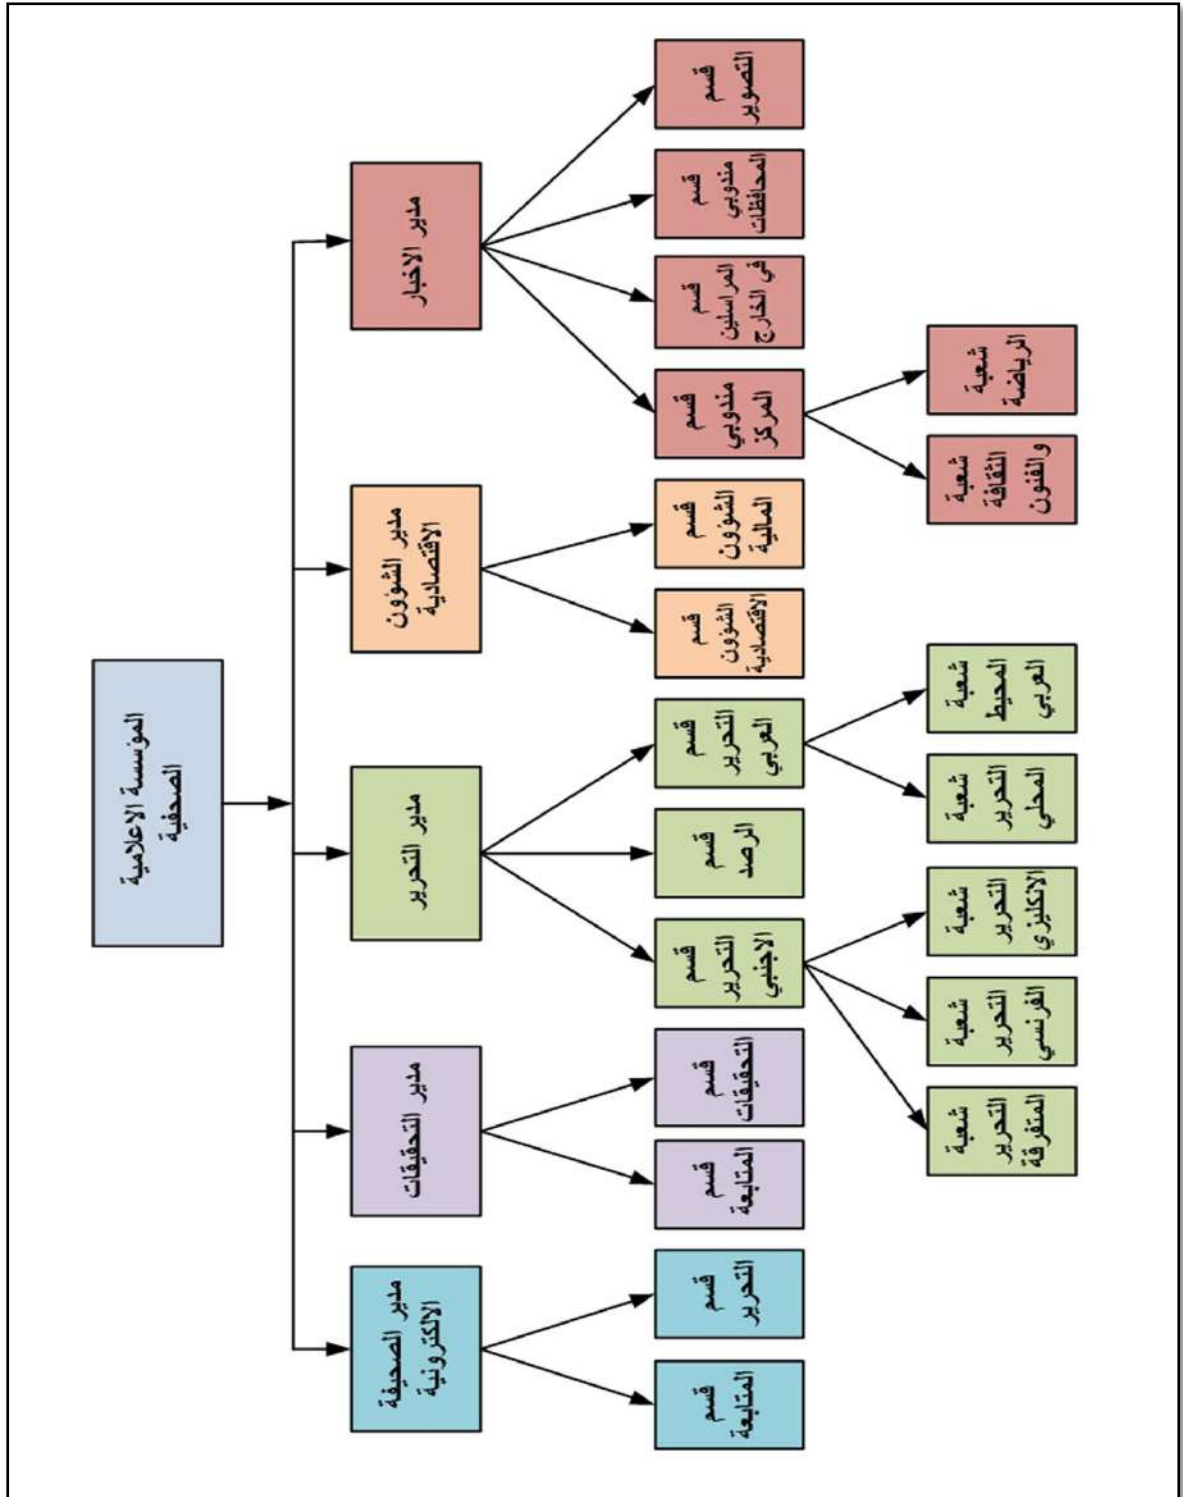 المؤسسة الاعلامية
الصحفية
مدير الاخبار
مدير الشؤون
الاقتصادية
مدير التحرير
مدير التحقيقات
مدير الصحيفة
الالكترونية
قسم
التصوير
قسم
مندوبي
المحافظات
قسم
المراسلين
في الخارج
قسم
مندوبي
المركز
قسم
الشؤون
المالية
قسم
الشؤون
الاقتصادية
قسم
التحرير
العربي
قسم
الرصد
قسم
التحرير
الاجنبي
قسم
التحقيقات
قسم
المتابعة
قسم
التحرير
قسم
المتابعة
شعبة
الرياضة
شعبة
الثقافة
والفنون
شعبة
المحيط
العربي
شعبة
التحرير
المحلي
شعبة
التحرير
الانكليزي
شعبة
التحرير
الفرنسي
شعبة
التحرير
المتفرقة